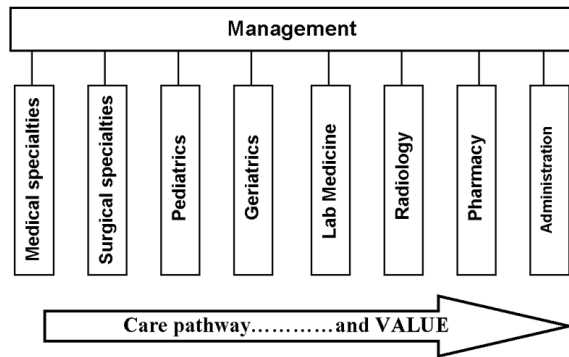 Management
Medical specialties
Surgical specialties
Pediatrics
Geriatrics
Lab Medicine
Radiology
Pharmacy
Administration
Care pathway…………and VALUE